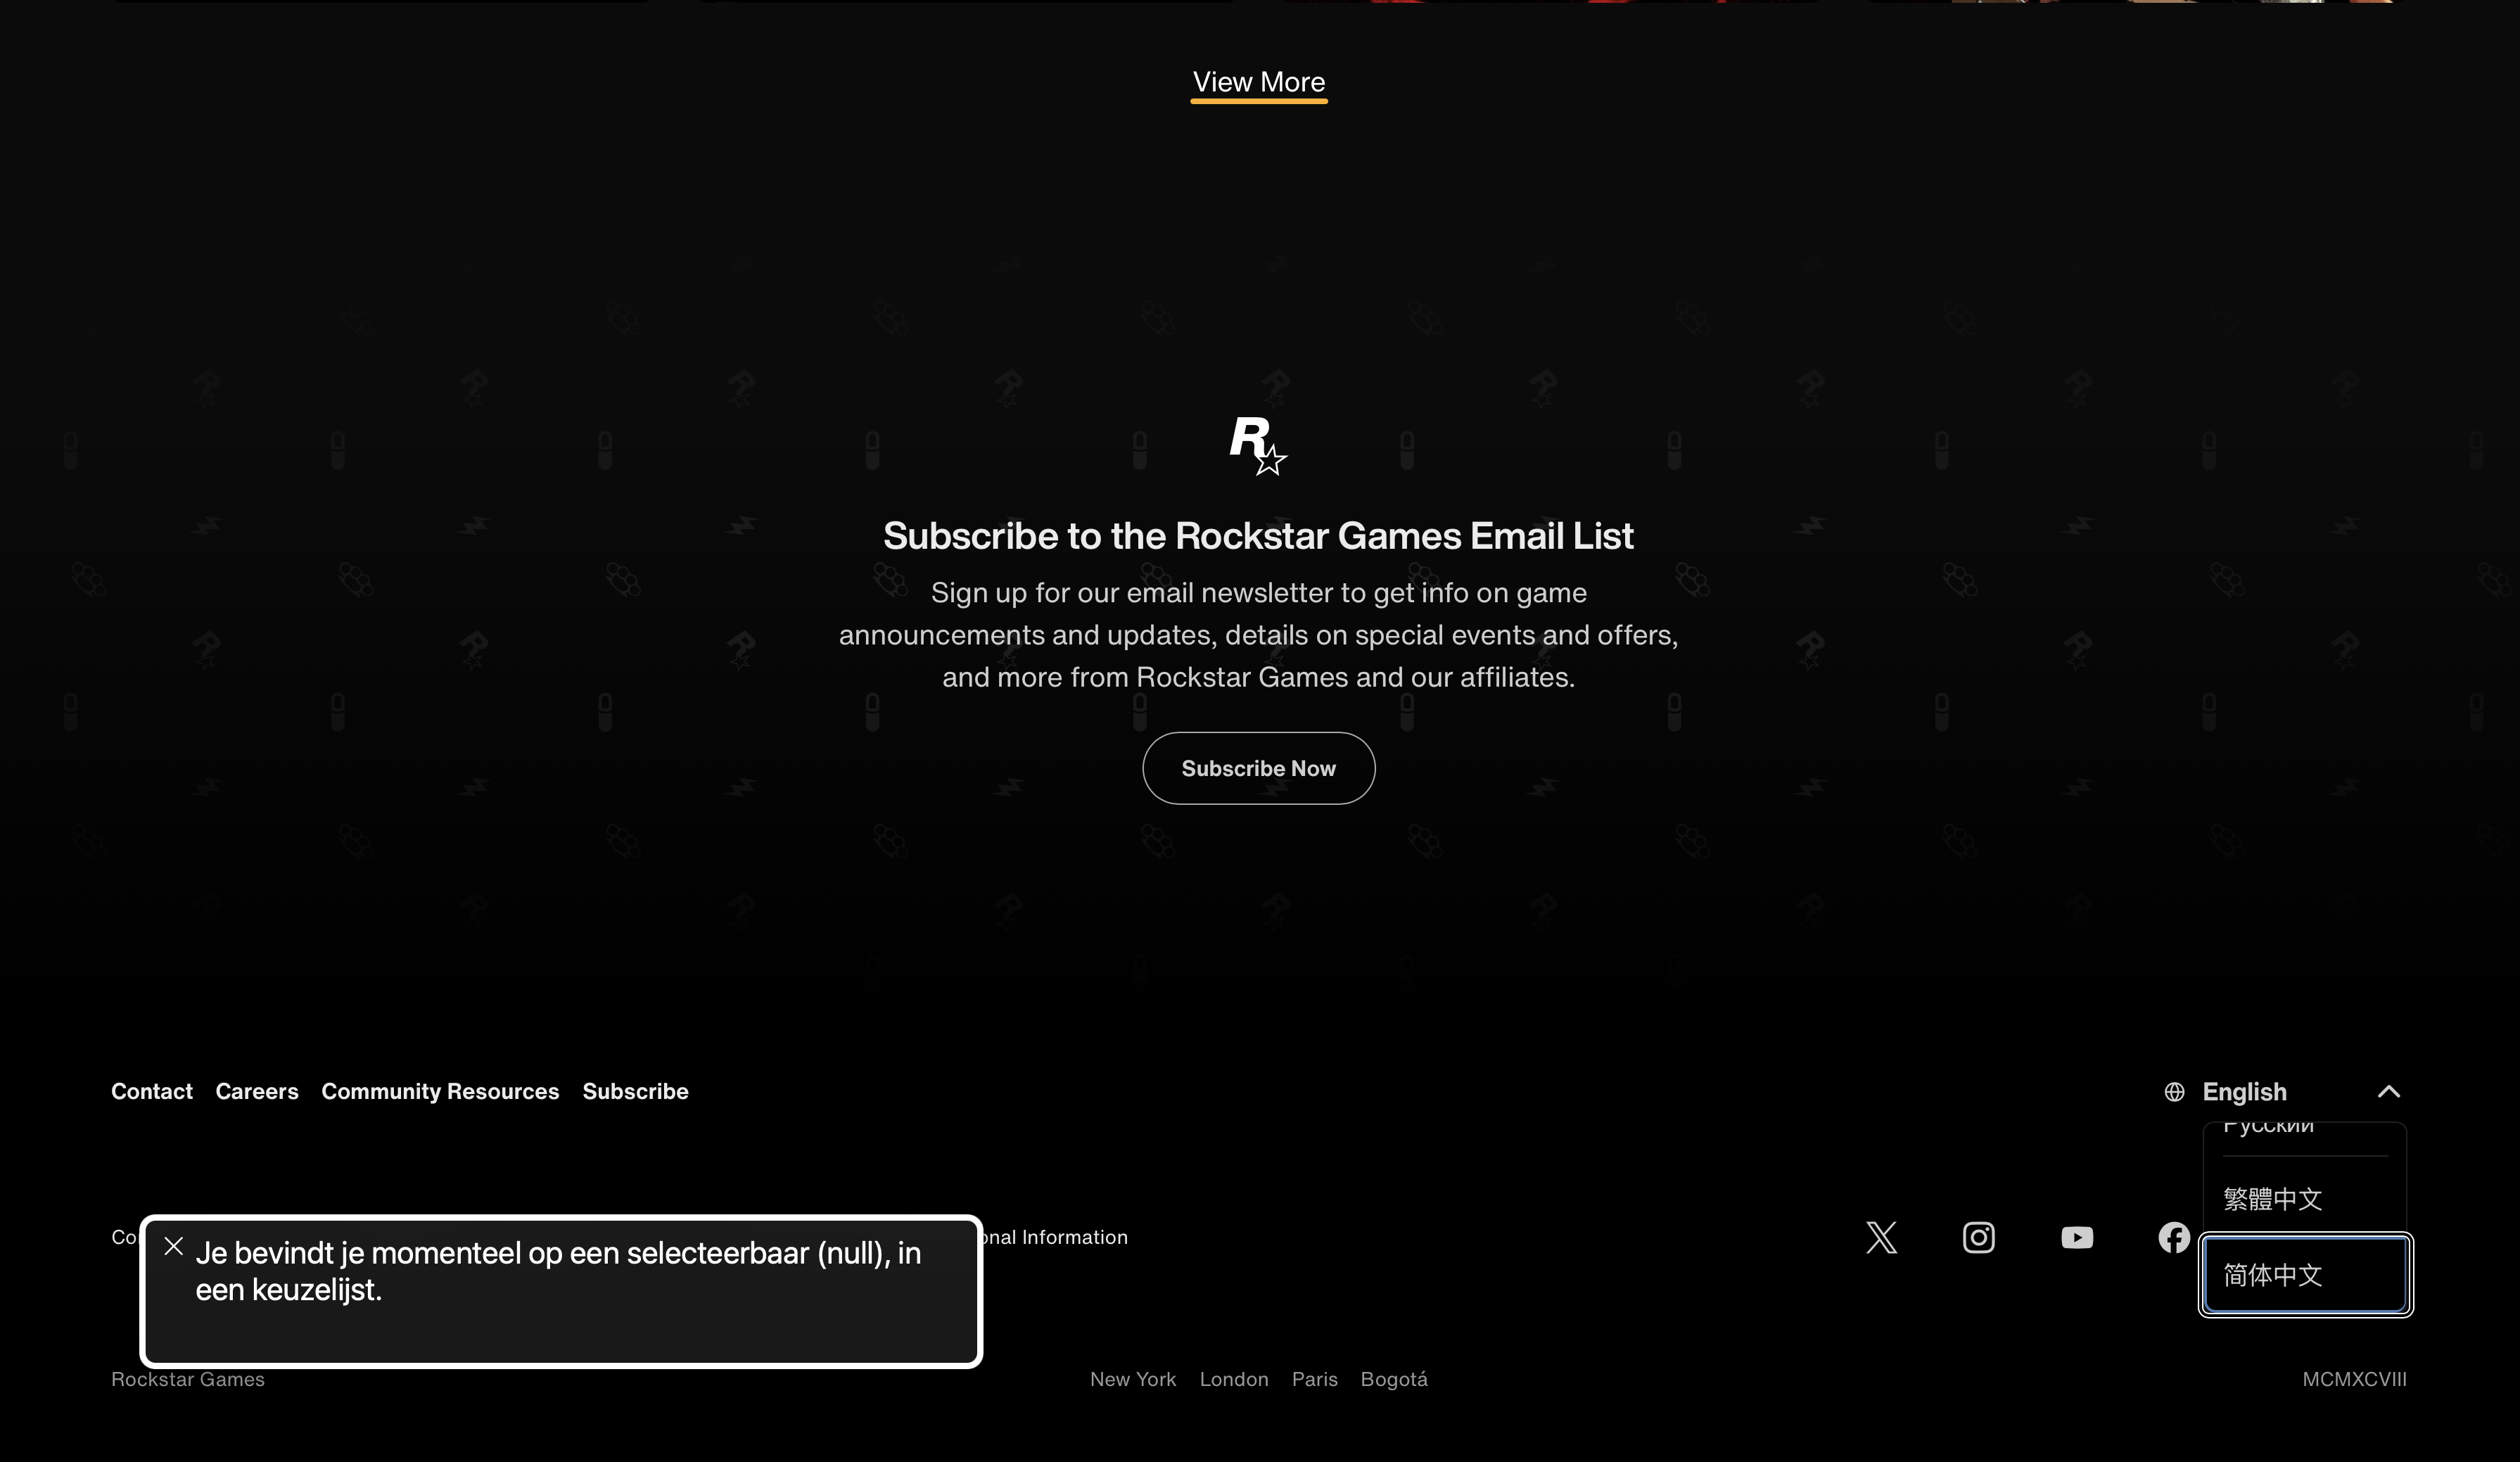 View More
Subscribe to the Rockstar Games Email List
Sign up for our email newsletter to get info on game
announcements and updates, details on special events and offers,
and more from Rockstar Games and our affiliates.
Subscribe Now
Contact Careers Community Resources Subscribe
English
Русский
繁體中文
简体中文
Information
Je bevindt je momenteel op een selecteerbaar (null), in
een keuzelijst.
Rockstar Games
New York London Paris Bogotá
MCMXCVIII